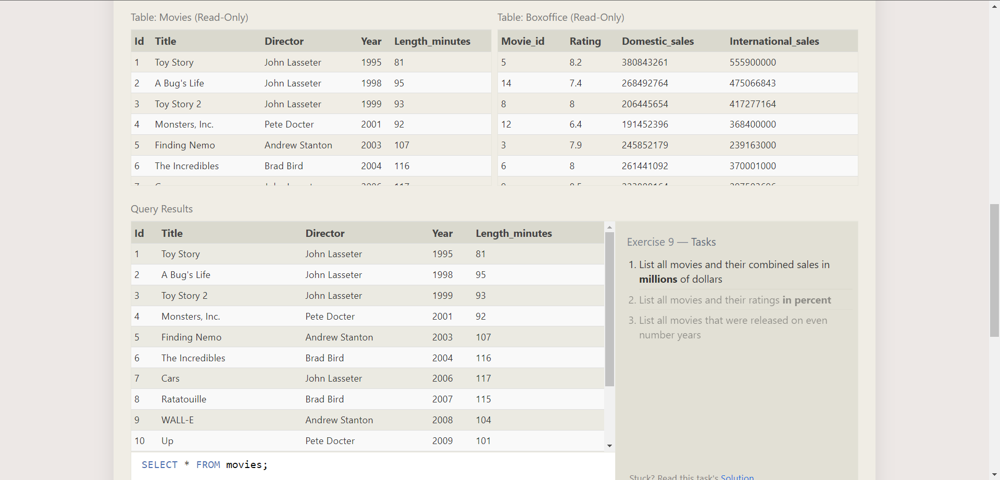 Table: Movies (Read-Only)
Id Title Director Year Length_minutes
1 Toy Story John Lasseter 1995 81
2 A Bug's Life John Lasseter 1998 95
3 Toy Story 2 John Lasseter 1999 93
4 Monsters, Inc. Pete Docter 2001 92
5 Finding Nemo Andrew Stanton 2003 107
6 The Incredibles Brad Bird 2004 116
Table: Boxoffice (Read-Only)
Movie_id Rating Domestic_sales International_sales
5 8.2 380843261 555900000
14 7.4 268492764 475066843
8 8 206445654 417277164
12 6.4 191452396 368400000
3 7.9 245852179 239163000
6 8 261441092 370001000
Query Results
Id Title Director Year Length_minutes
1 Toy Story John Lasseter 1995 81
2 A Bug's Life John Lasseter 1998 95
3 Toy Story 2 John Lasseter 1999 93
4 Monsters, Inc. Pete Docter 2001 92
5 Finding Nemo Andrew Stanton 2003 107
6 The Incredibles Brad Bird 2004 116
7 Cars John Lasseter 2006 117
8 Ratatouille Brad Bird 2007 115
9 WALL-E Andrew Stanton 2008 104
10 Up Pete Docter 2009 101
SELECT * FROM movies;
Exercise 9 — Tasks
1. List all movies and their combined sales in
millions of dollars
2. List all movies and their ratings in percent
3. List all movies that were released on even
number years
Stuck? Read this task's Solution